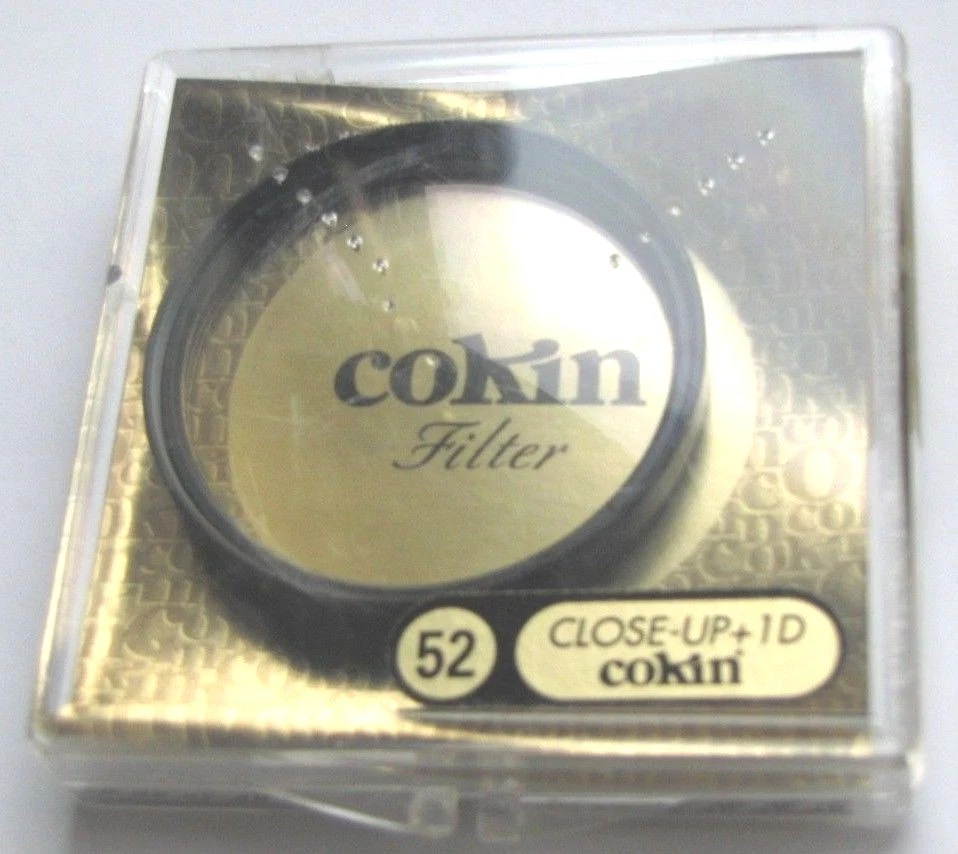 cokin
Filter
52
CLOSE-UP+1D
cokin